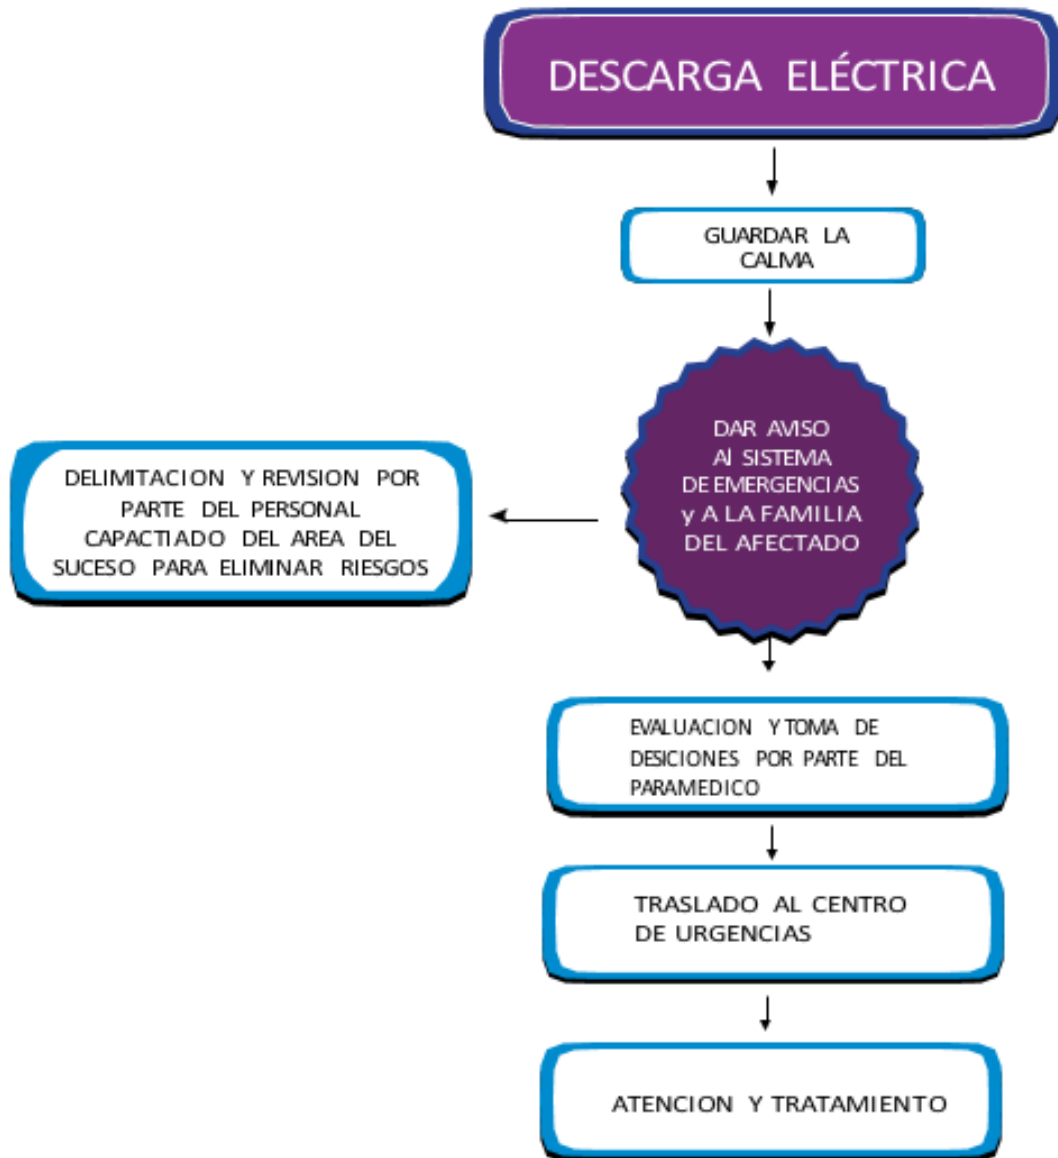 DESCARGA ELÉCTRICA
GUARDAR LA
CALMA
DAR AVISO
Al SISTEMA
DE EMERGENCIAS
y A LA FAMILIA
DEL AFECTADO
DELIMITACION Y REVISION POR
PARTE DEL PERSONAL
CAPACTIADO DEL AREA DEL
SUCESO PARA ELIMINAR RIESGOS
EVALUACION Y TOMA DE
DESICIONES POR PARTE DEL
PARAMEDICO
TRASLADO AL CENTRO
DE URGENCIAS
ATENCION Y TRATAMIENTO